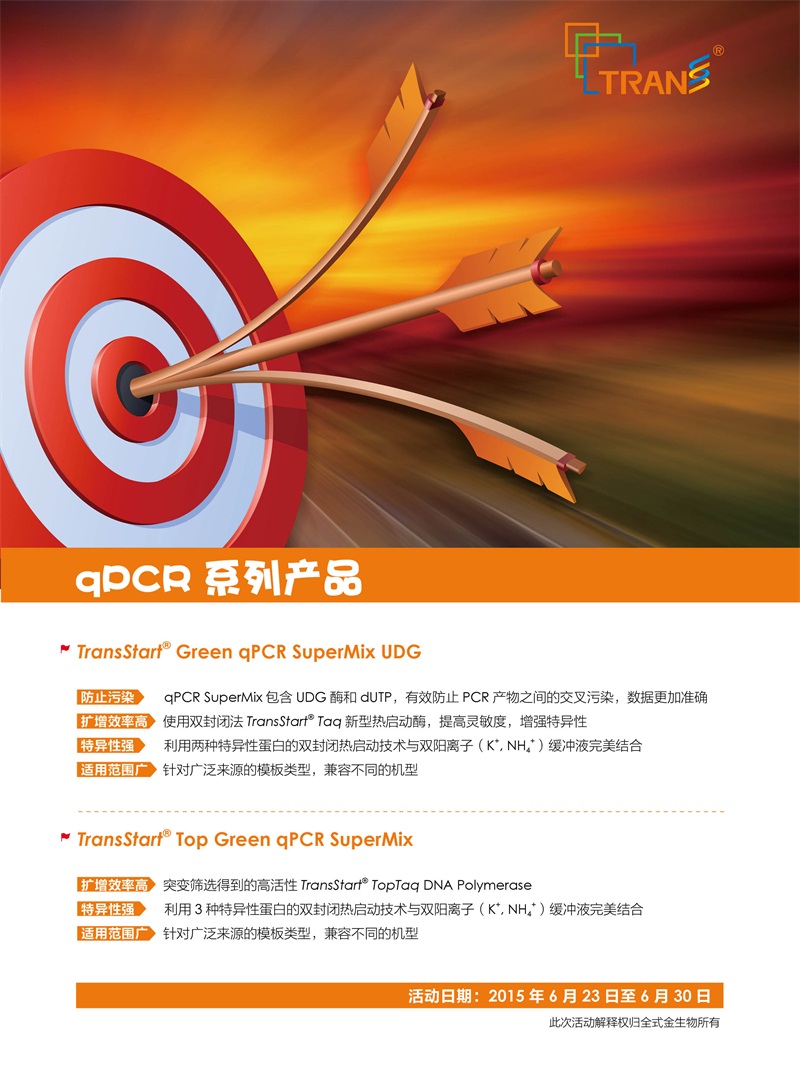 TRANS®
qPCR 系列产品
TransStart® Green qPCR SuperMix UDG
防止污染 qPCR SuperMix 包含 UDG 酶和 dUTP，有效防止 PCR 产物之间的交叉污染，数据更加准确
扩增效率高 使用双封闭法 TransStart® Taq 新型热启动酶，提高灵敏度，增强特异性
特异性强 利用两种特异性蛋白的双封闭热启动技术与双阳离子（K⁺, NH₄⁺）缓冲液完美结合
适用范围广 针对广泛来源的模板类型，兼容不同的机型
TransStart® Top Green qPCR SuperMix
扩增效率高 突变筛选得到的高活性 TransStart® TopTaq DNA Polymerase
特异性强 利用 3 种特异性蛋白的双封闭热启动技术与双阳离子（K⁺, NH₄⁺）缓冲液完美结合
适用范围广 针对广泛来源的模板类型，兼容不同的机型
活动日期：2015 年 6 月 23 日至 6 月 30 日
此次活动解释权归全式金生物所有